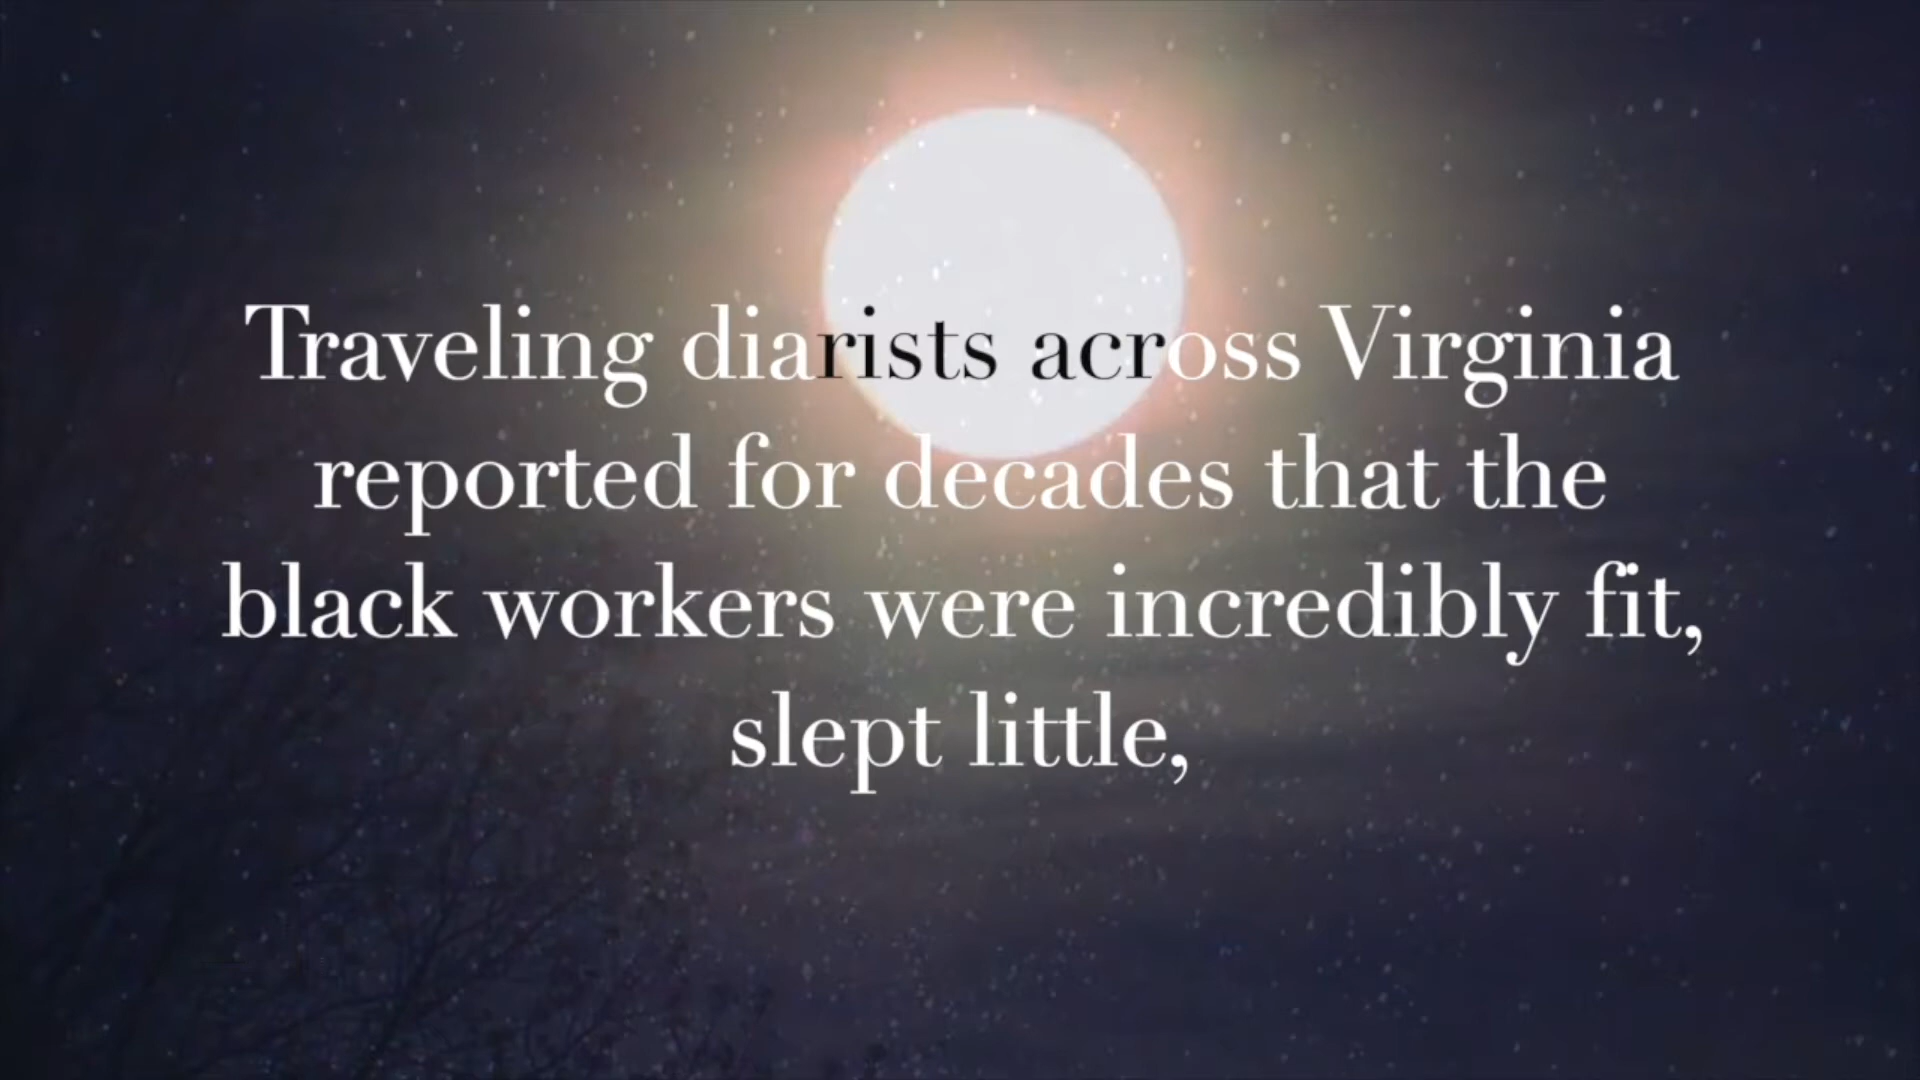 Traveling diarists across Virginia
reported for decades that the
black workers were incredibly fit,
slept little,